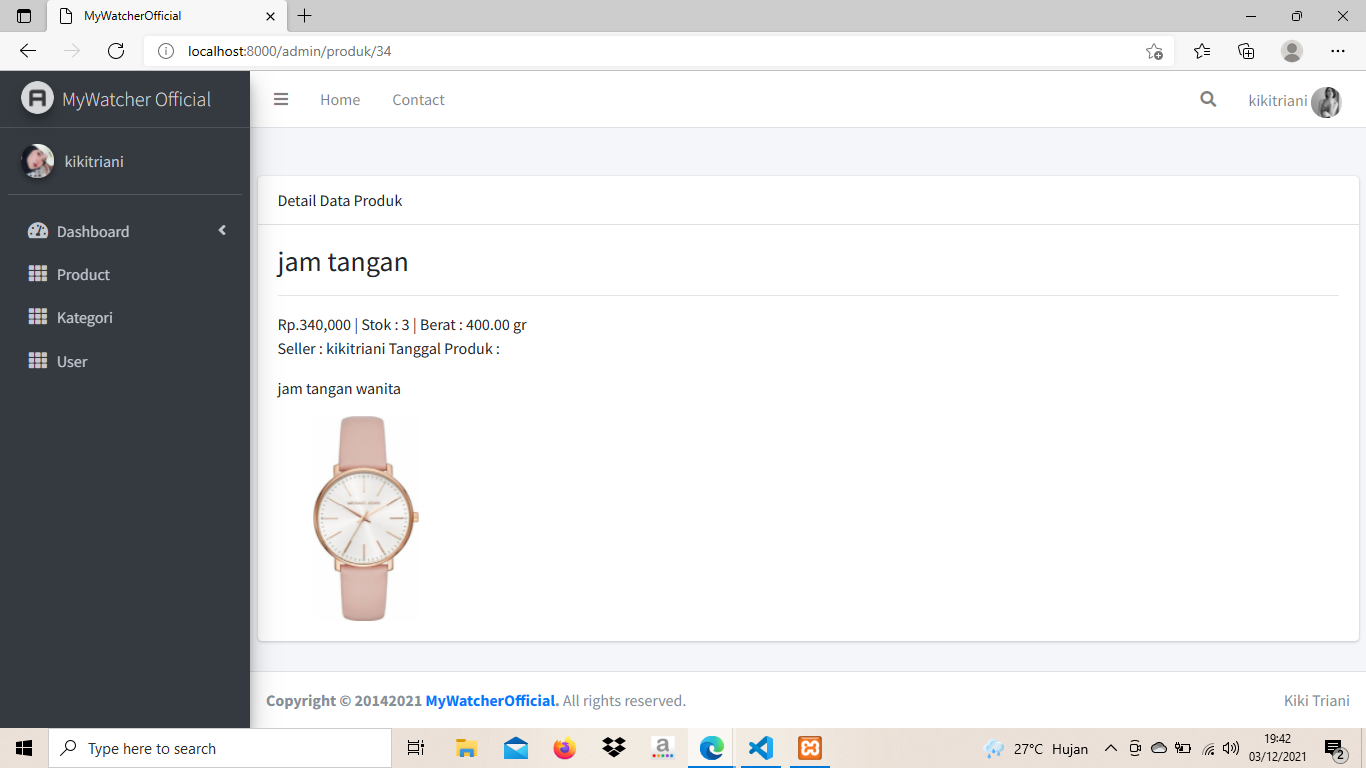 MyWatcherOfficial
localhost:8000/admin/produk/34
MyWatcher Official
Home
Contact
kikitriani
kikitriani
Dashboard
Product
Kategori
User
Detail Data Produk
jam tangan
Rp.340,000 | Stok : 3 | Berat : 400.00 gr
Seller : kikitriani Tanggal Produk :
jam tangan wanita
MICHAEL KORS
Copyright © 20142021 MyWatcherOfficial. All rights reserved.
Kiki Triani
Type here to search
a
27°C Hujan
19:42
03/12/2021
2